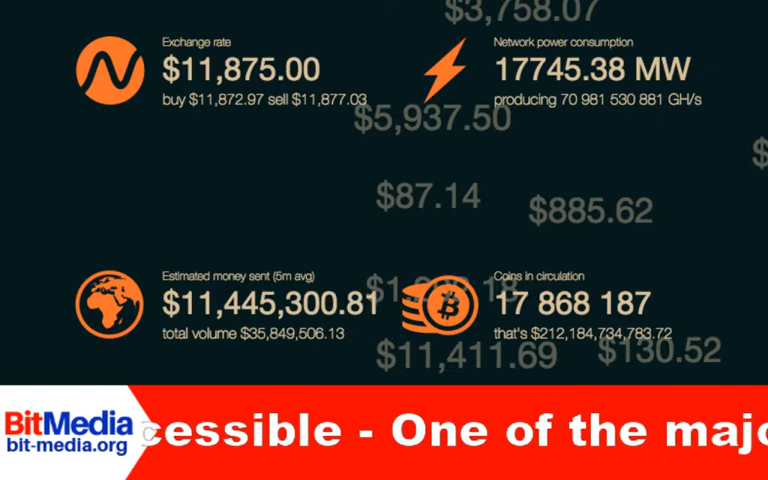 $3,758.07
Exchange rate
$11,875.00
buy $11,872.97 sell $11,877.03
Network power consumption
17745.38 MW
producing 70 981 530 881 GH/s
$5,937.50
$87.14
$885.62
$
Estimated money sent (5m avg)
$11,445,300.81
total volume $35,849,506.13
Coins in circulation
17 868 187
that's $212,184,734,783.72
$11,411.69
$130.52
BitMedia
bit-media.org
cessible - One of the majo